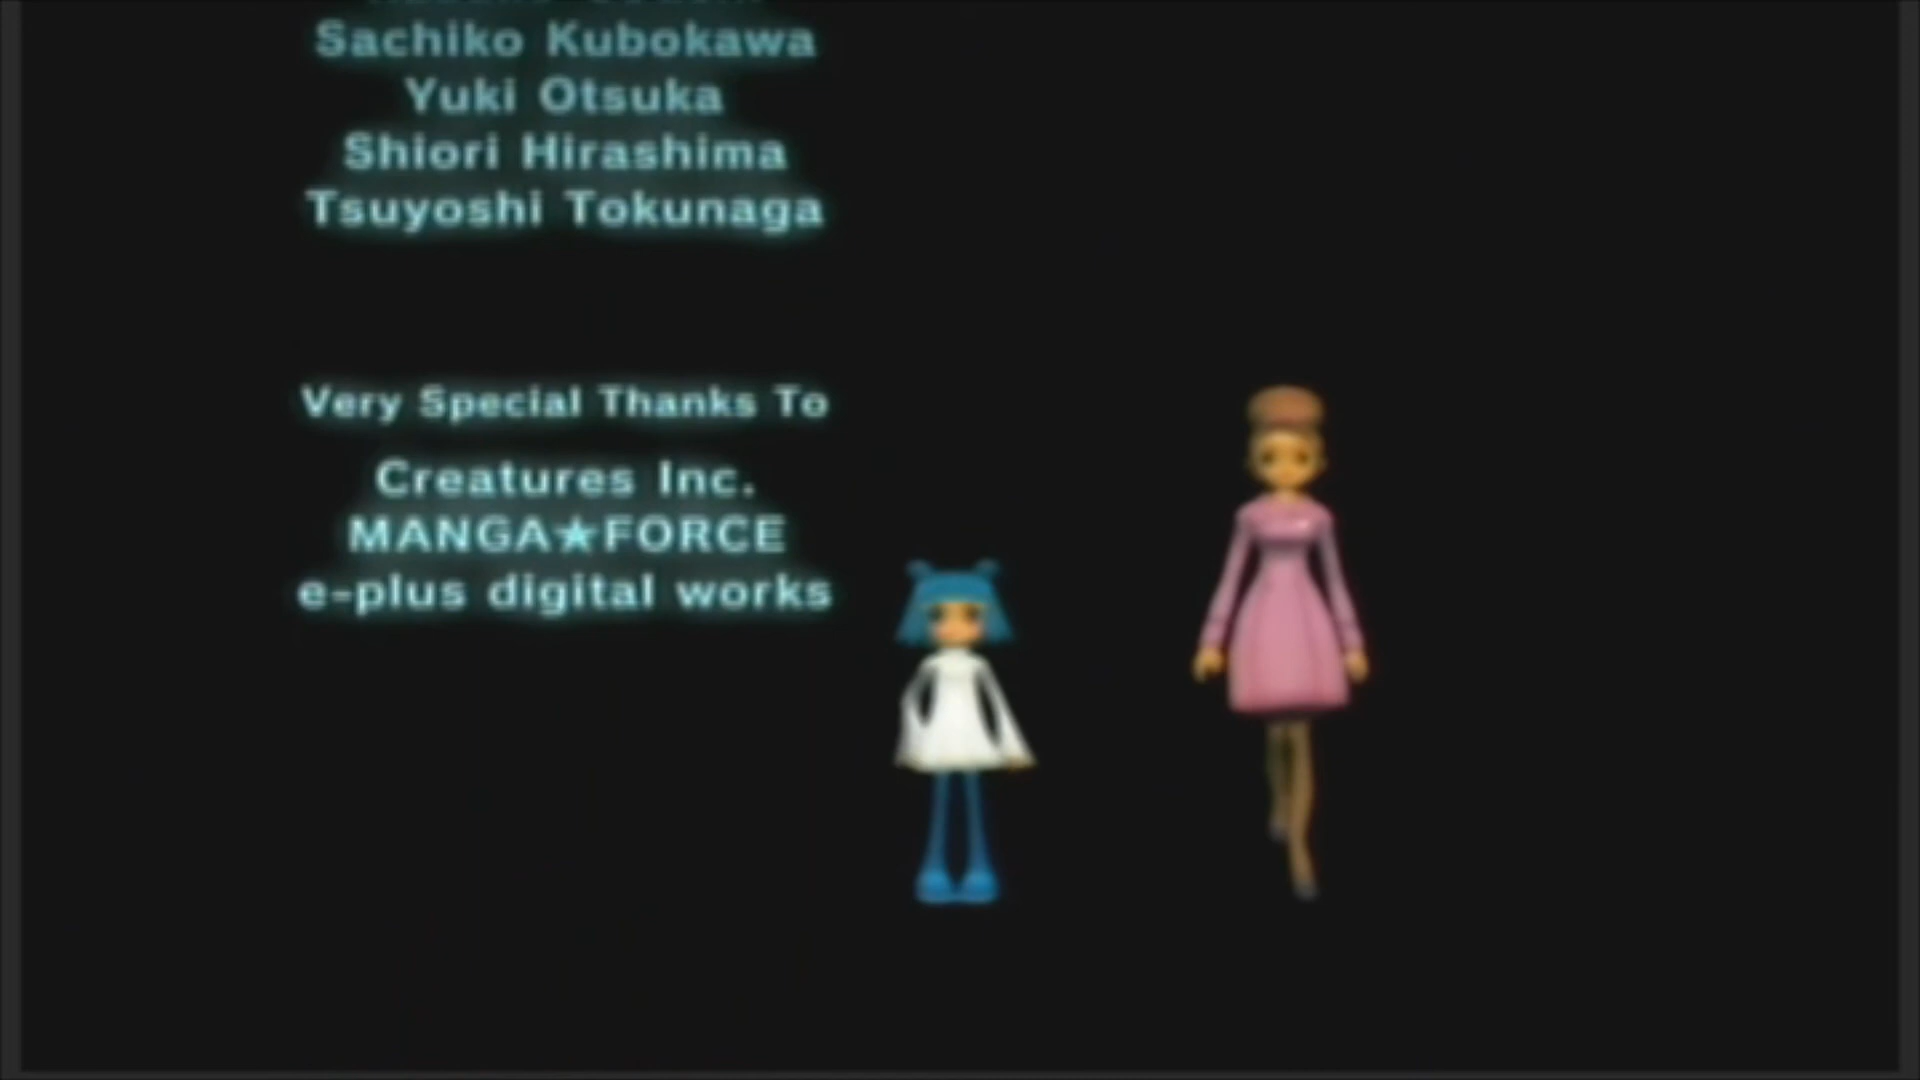 Sachiko Kubokawa
Yuki Otsuka
Shiori Hirashima
Tsuyoshi Tokunaga
Very Special Thanks To
Creatures Inc.
MANGA★FORCE
e-plus digital works